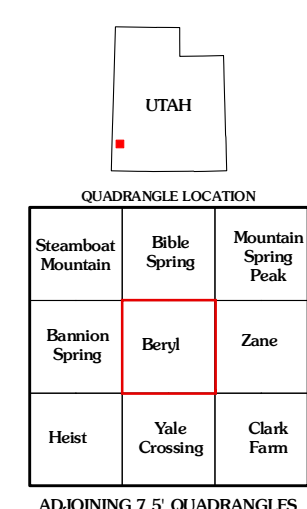 UTAH
QUADRANGLE LOCATION
Steamboat
Mountain
Bible
Spring
Mountain
Spring
Peak
Bannion
Spring
Beryl
Zane
Heist
Yale
Crossing
Clark
Farm
ADJOINING 7.5' QUADRANGLES